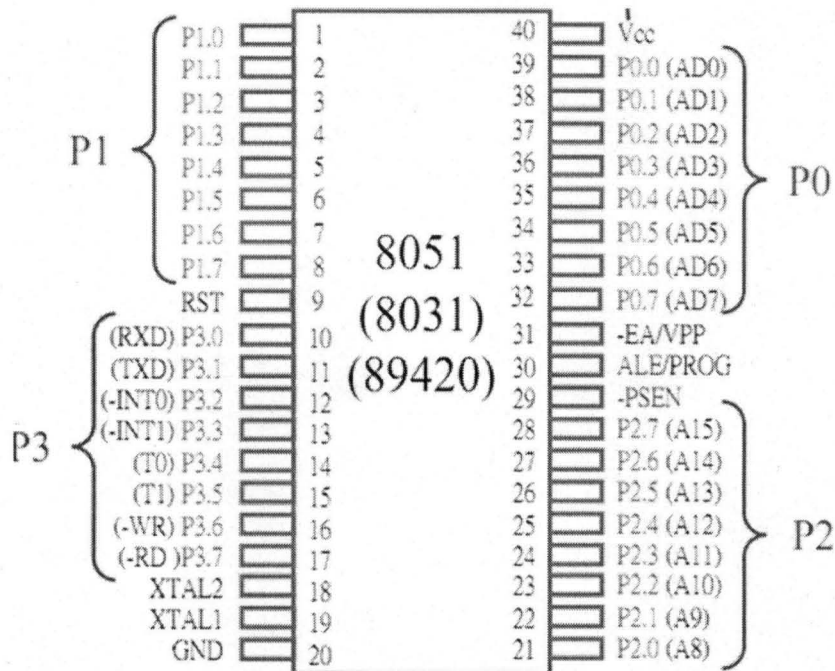 P1.0 1 40 Vcc
P1.1 2 39 P0.0 (AD0)
P1.2 3 38 P0.1 (AD1)
P1.3 4 37 P0.2 (AD2)
P1.4 5 36 P0.3 (AD3)
P1.5 6 35 P0.4 (AD4)
P1.6 7 34 P0.5 (AD5)
P1.7 8 33 P0.6 (AD6)
RST 9 32 P0.7 (AD7)
(RXD) P3.0 10 31 -EA/VPP
(TXD) P3.1 11 30 ALE/PROG
(-INT0) P3.2 12 29 -PSEN
(-INT1) P3.3 13 28 P2.7 (A15)
(T0) P3.4 14 27 P2.6 (A14)
(T1) P3.5 15 26 P2.5 (A13)
(-WR) P3.6 16 25 P2.4 (A12)
(-RD )P3.7 17 24 P2.3 (A11)
XTAL2 18 23 P2.2 (A10)
XTAL1 19 22 P2.1 (A9)
GND 20 21 P2.0 (A8)
P1
P3
8051
(8031)
(89420)
P0
P2